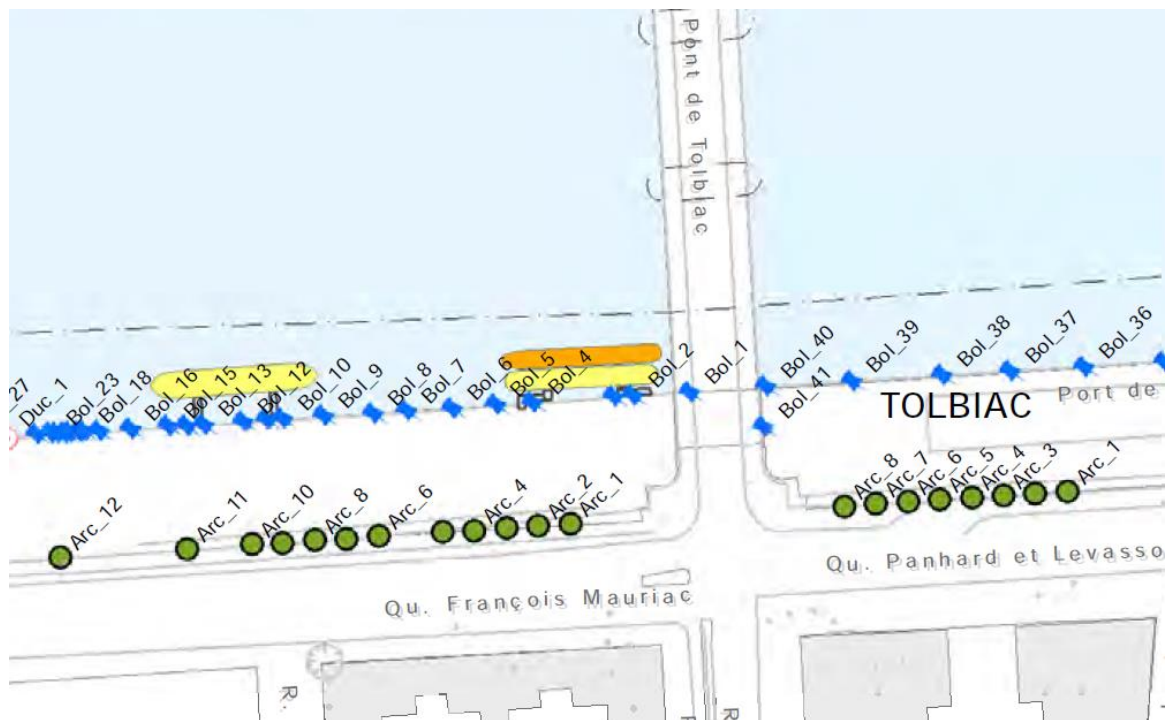 Pont de Tolbiac
_27
Duc_1
Bol_23
Bol_18
Bol_16
Bol_15
Bol_13
Bol_12
Bol_10
Bol_9
Bol_8
Bol_7
Bol_6
Bol_5
Bol_4
Bol_2
Bol_1
Bol_40
Bol_41
Bol_39
Bol_38
Bol_37
Bol_36
TOLBIAC
Port de
Arc_12
Arc_11
Arc_10
Arc_8
Arc_6
Arc_4
Arc_2
Arc_1
Arc_8
Arc_7
Arc_6
Arc_5
Arc_4
Arc_3
Arc_1
Qu. Panhard et Levasso
Qu. François Mauriac
R.
R